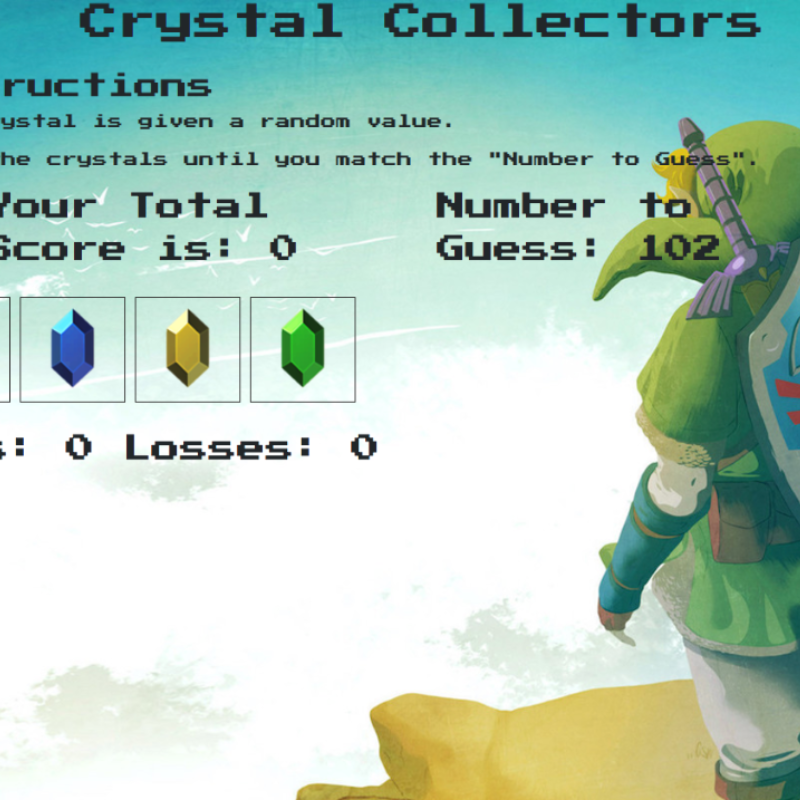 Crystal Collectors
ructions
ystal is given a random value.
he crystals until you match the "Number to Guess".
Your Total
Score is: 0
Number to
Guess: 102
s: 0 Losses: 0